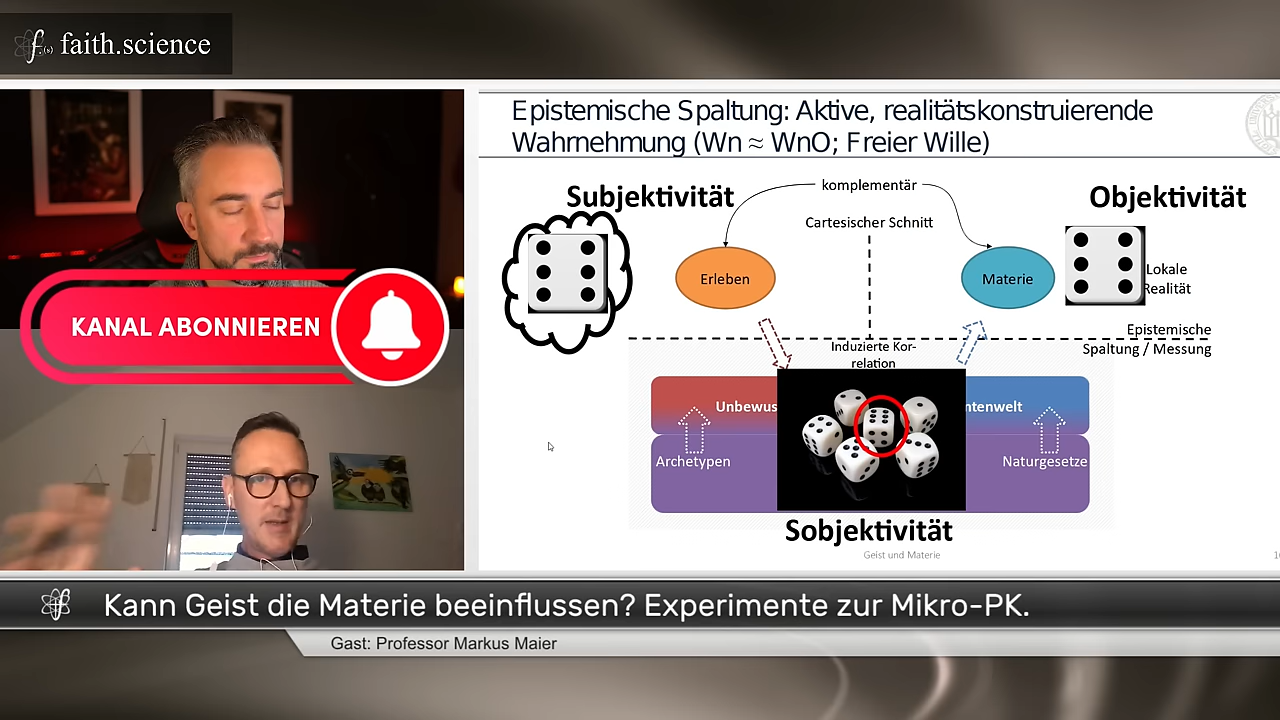 faith.science
Epistemische Spaltung: Aktive, realitätskonstruierende
Wahrnehmung (Wn ≈ WnO; Freier Wille)
komplementär
Subjektivität
Objektivität
Cartesischer Schnitt
Erleben
Materie
Lokale
Realität
Epistemische
Spaltung / Messung
Induzierte Kor-
relation
KANAL ABONNIEREN
Unbewus
ntenwelt
Archetypen
Naturgesetze
Sobjektivität
Geist und Materie
Kann Geist die Materie beeinflussen? Experimente zur Mikro-PK.
Gast: Professor Markus Maier